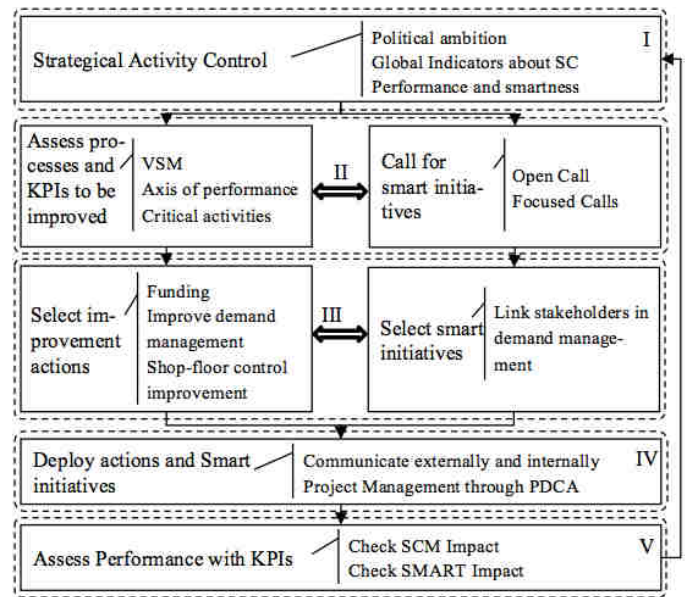 Strategical Activity Control
Political ambition
Global Indicators about SC
Performance and smartness
I
Assess pro-
cesses and
KPIs to be
improved
VSM
Axis of performance
Critical activities
II
Call for
smart initia-
tives
Open Call
Focused Calls
Select im-
provement
actions
Funding
Improve demand
management
Shop-floor control
improvement
III
Select smart
initiatives
Link stakeholders in
demand manage-
ment
Deploy actions and Smart
initiatives
Communicate externally and internally
Project Management through PDCA
IV
Assess Performance with KPIs
Check SCM Impact
Check SMART Impact
V